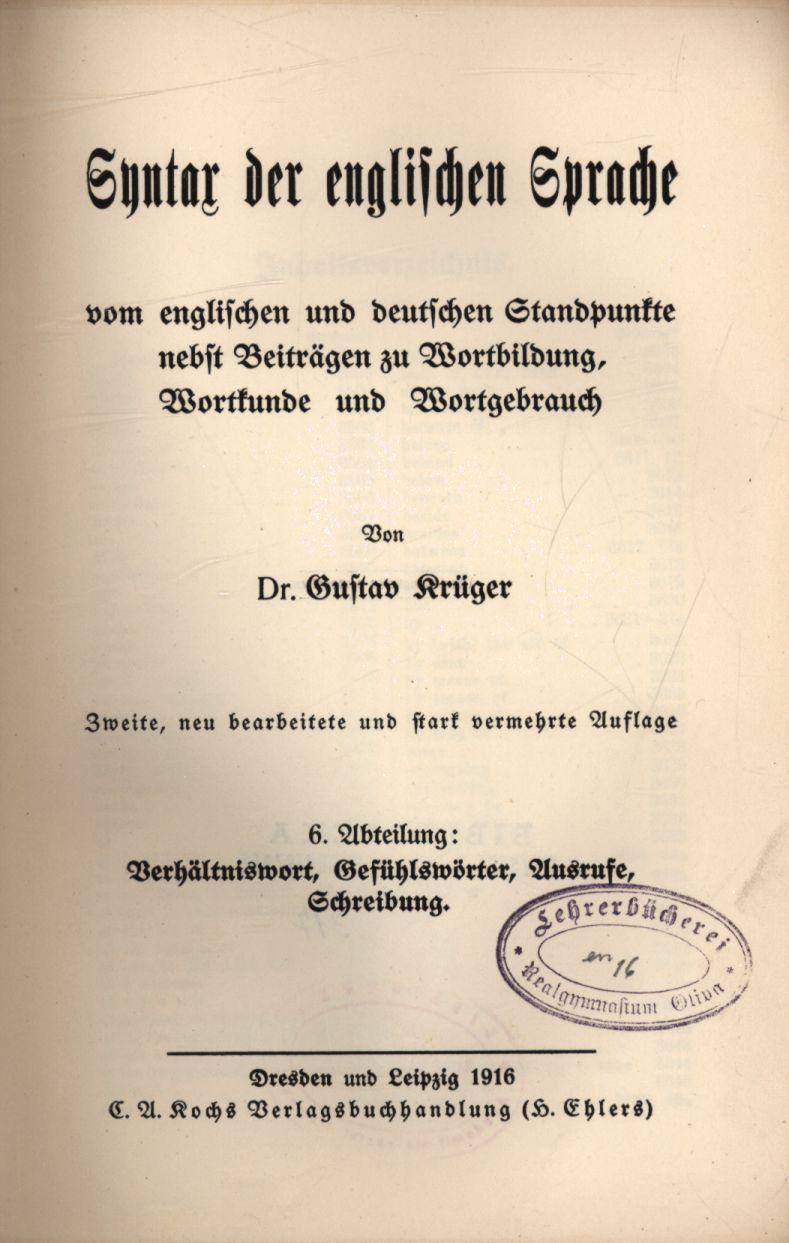 Syntax der englischen Sprache
vom englischen und deutschen Standpunkte
nebst Beiträgen zu Wortbildung,
Wortkunde und Wortgebrauch
Von
Dr. Gustav Krüger
Zweite, neu bearbeitete und stark vermehrte Auflage
6. Abteilung:
Verhältniswort, Gefühlswörter, Ausrufe,
Schreibung.
Lehrerbücherei
en 16
* Realgymnasium Oliva *
Dresden und Leipzig 1916
C. A. Kochs Verlagsbuchhandlung (H. Ehlers)